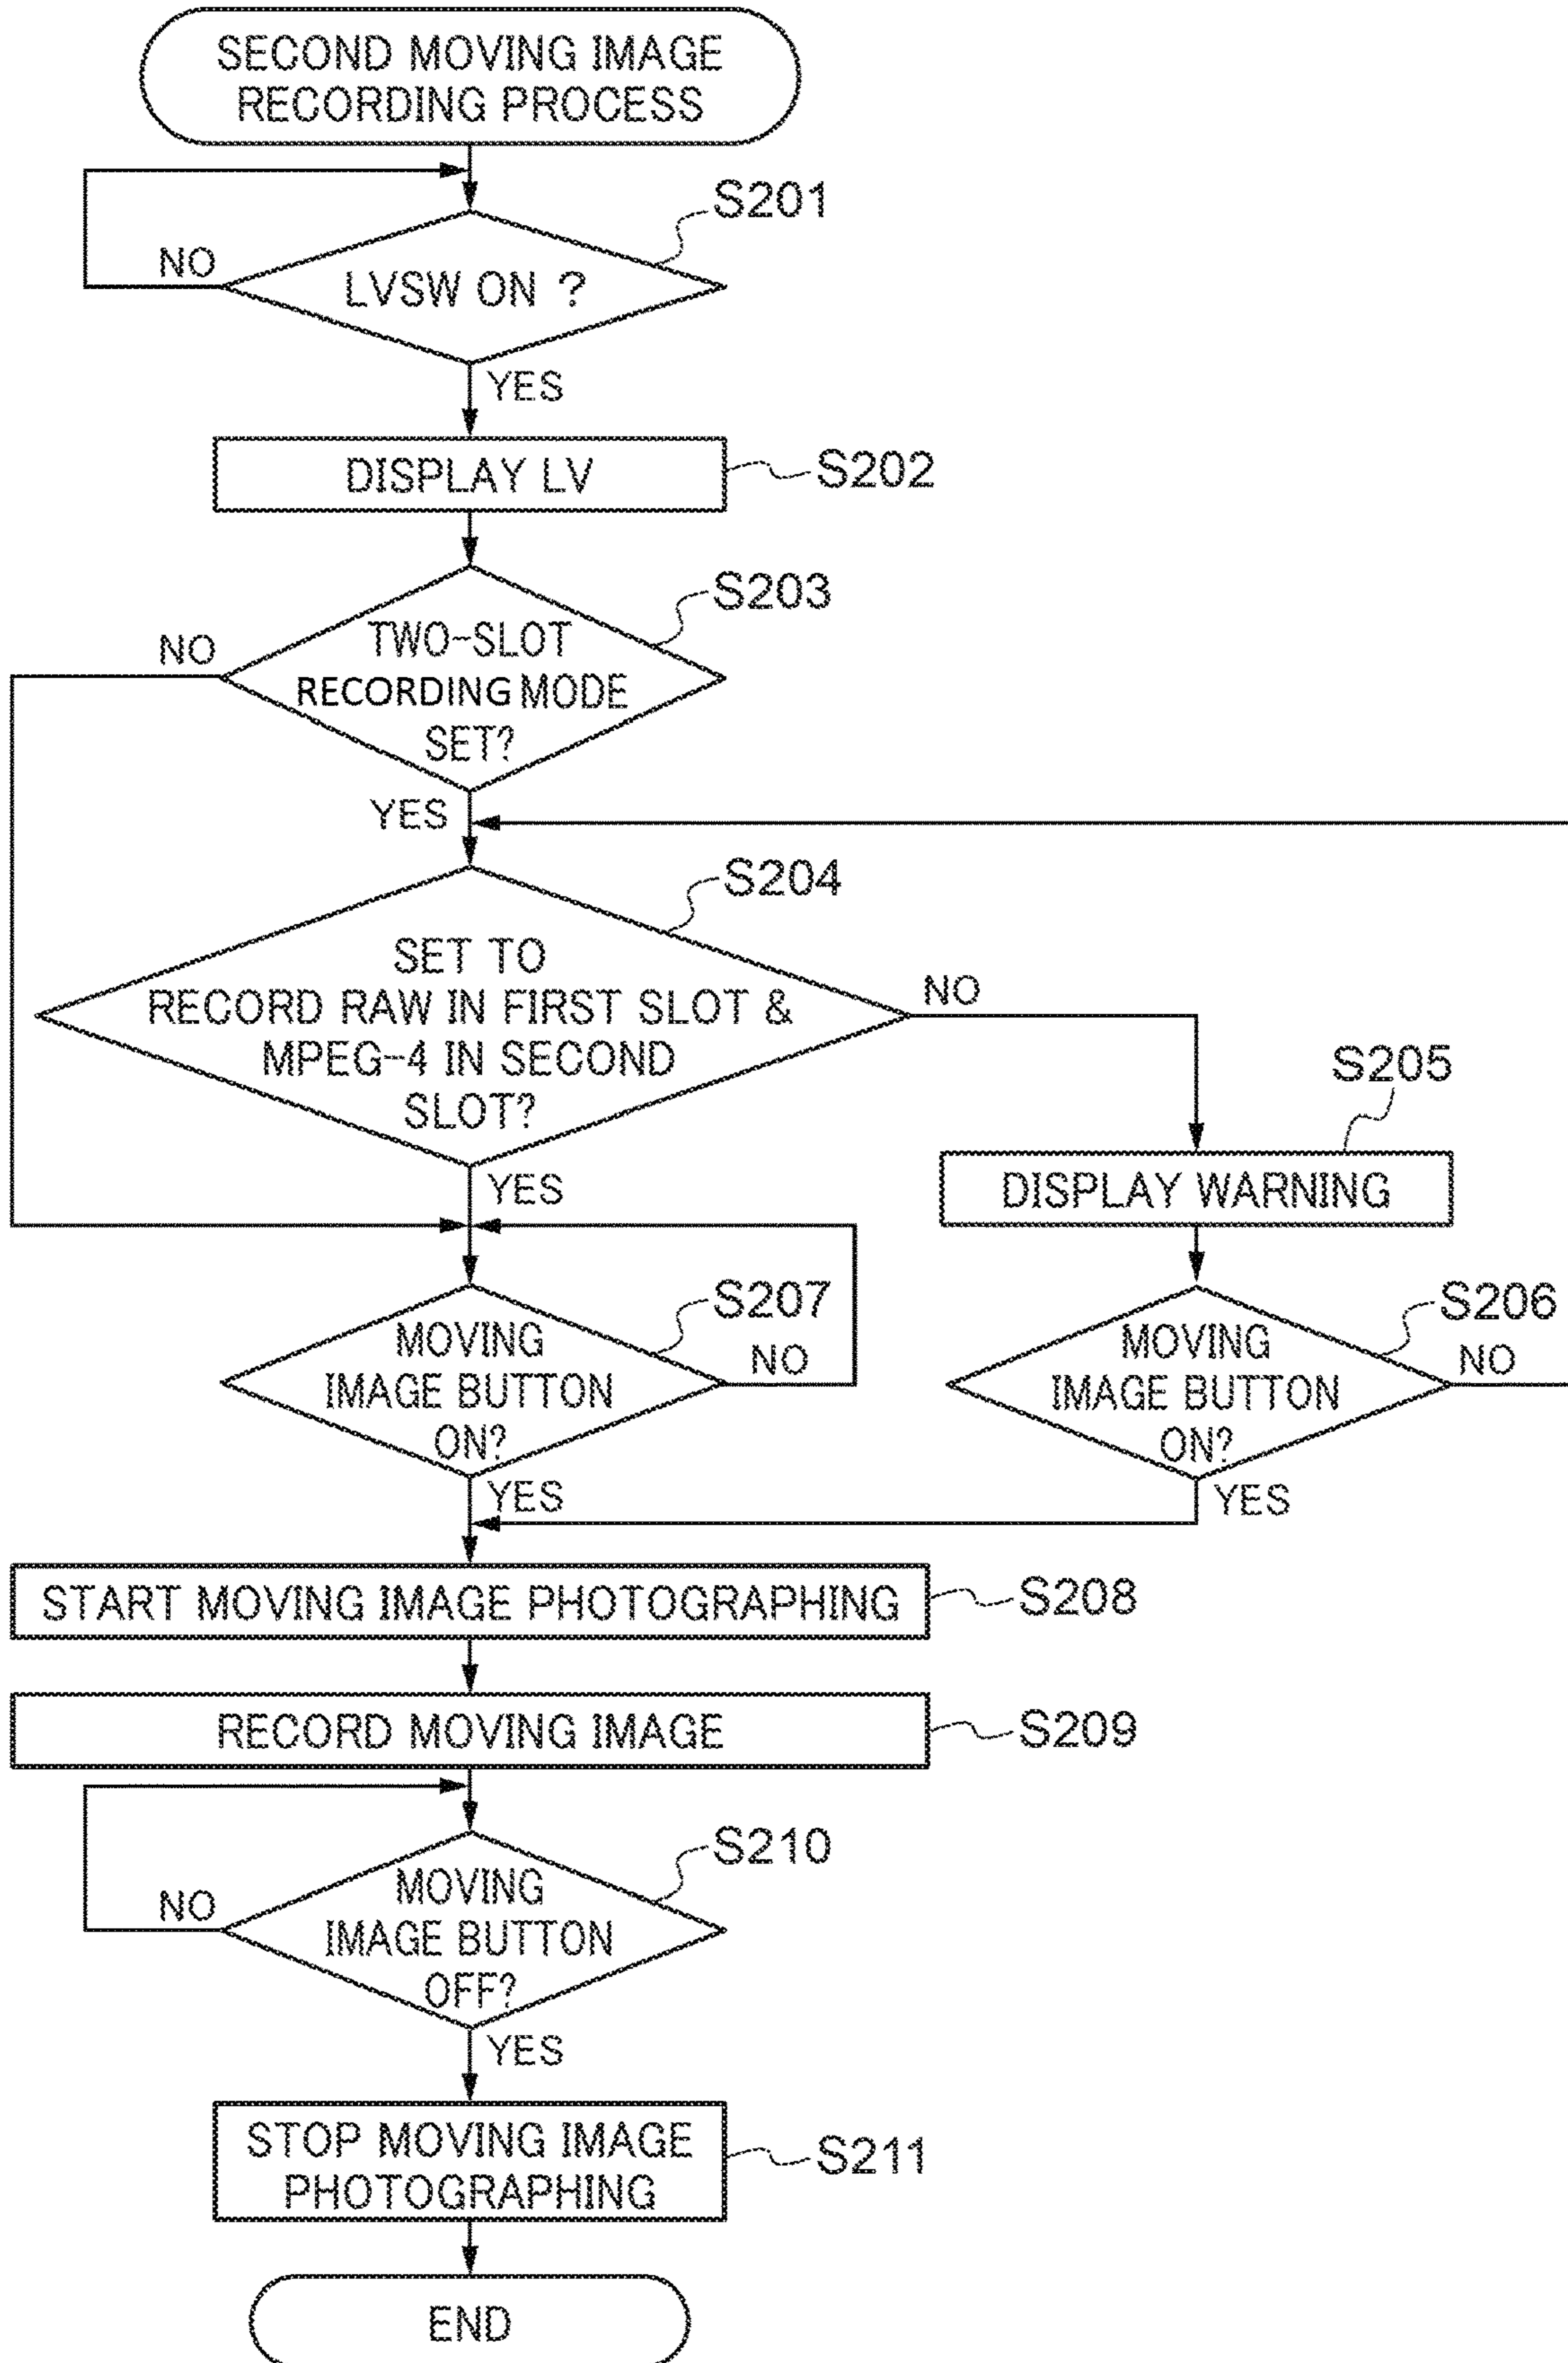 SECOND MOVING IMAGE
RECORDING PROCESS
S201
NO
LVSW ON ?
YES
DISPLAY LV
S202
S203
NO
TWO-SLOT
RECORDING MODE
SET?
YES
S204
SET TO
RECORD RAW IN FIRST SLOT &
MPEG-4 IN SECOND
SLOT?
NO
YES
S205
DISPLAY WARNING
S207
MOVING
IMAGE BUTTON
ON?
NO
YES
S206
MOVING
IMAGE BUTTON
ON?
NO
YES
START MOVING IMAGE PHOTOGRAPHING
S208
RECORD MOVING IMAGE
S209
S210
NO
MOVING
IMAGE BUTTON
OFF?
YES
STOP MOVING IMAGE
PHOTOGRAPHING
S211
END